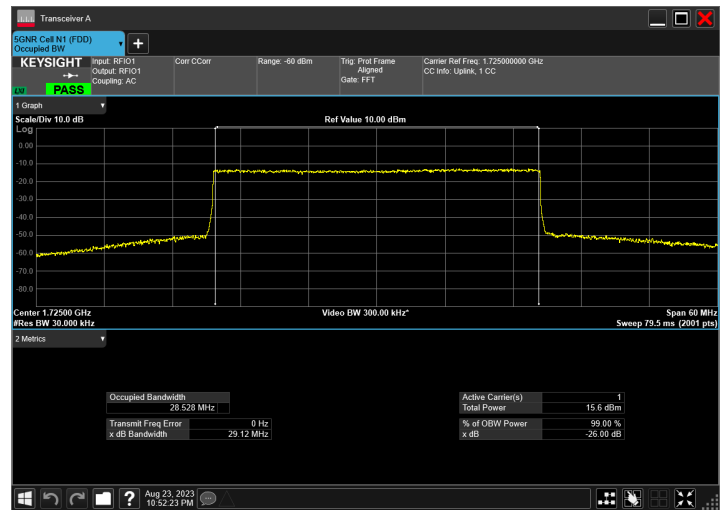 Transceiver A
5GNR Cell N1 (FDD)
Occupied BW
KEYSIGHT
Input: RFIO1
Output: RFIO1
Coupling: AC
Corr CCorr
Range: -60 dBm
Trig: Prot Frame
Aligned
Gate: FFT
Carrier Ref Freq: 1.725000000 GHz
CC Info: Uplink, 1 CC
LNI PASS
1 Graph
Scale/Div 10.0 dB
Ref Value 10.00 dBm
Log
0.00
-10.0
-20.0
-30.0
-40.0
-50.0
-60.0
-70.0
-80.0
Center 1.72500 GHz
Video BW 300.00 kHz*
Span 60 MHz
#Res BW 30.000 kHz
Sweep 79.5 ms (2001 pts)
2 Metrics
Occupied Bandwidth
28.528 MHz
Transmit Freq Error 0 Hz
x dB Bandwidth 29.12 MHz
Active Carrier(s) 1
Total Power 15.6 dBm
% of OBW Power 99.00 %
x dB -26.00 dB
Aug 23, 2023
10:52:23 PM